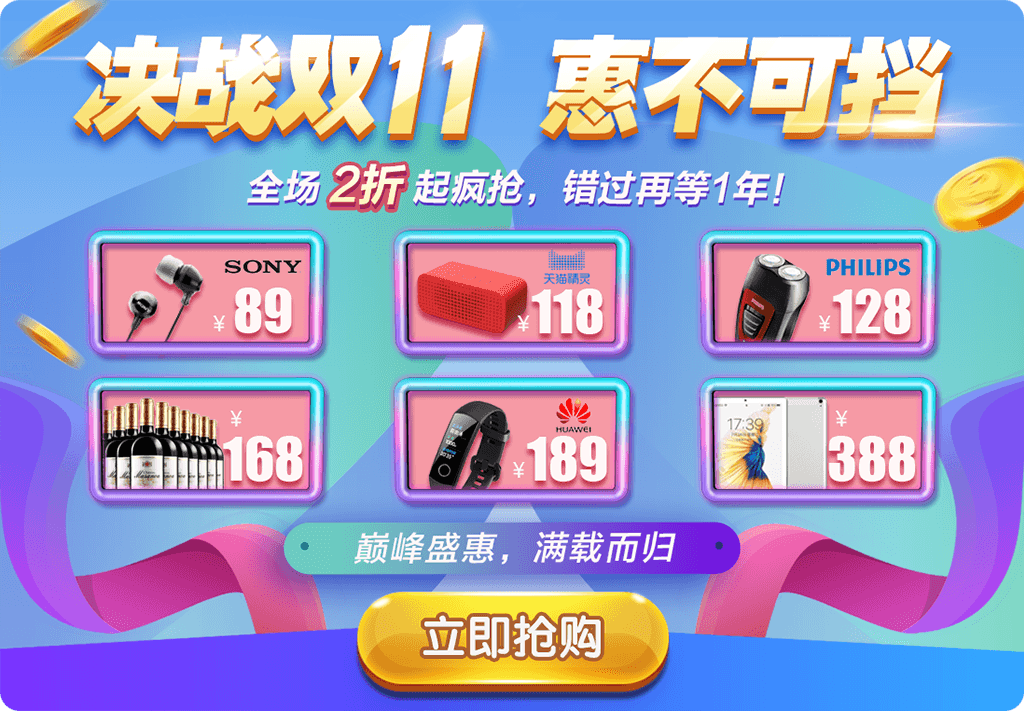 决战双11 惠不可挡
全场2折起疯抢，错过再等1年！
SONY
¥89
天猫精灵
¥118
PHILIPS
¥128
¥168
HUAWEI
¥189
17:39
¥388
巅峰盛惠，满载而归
立即抢购